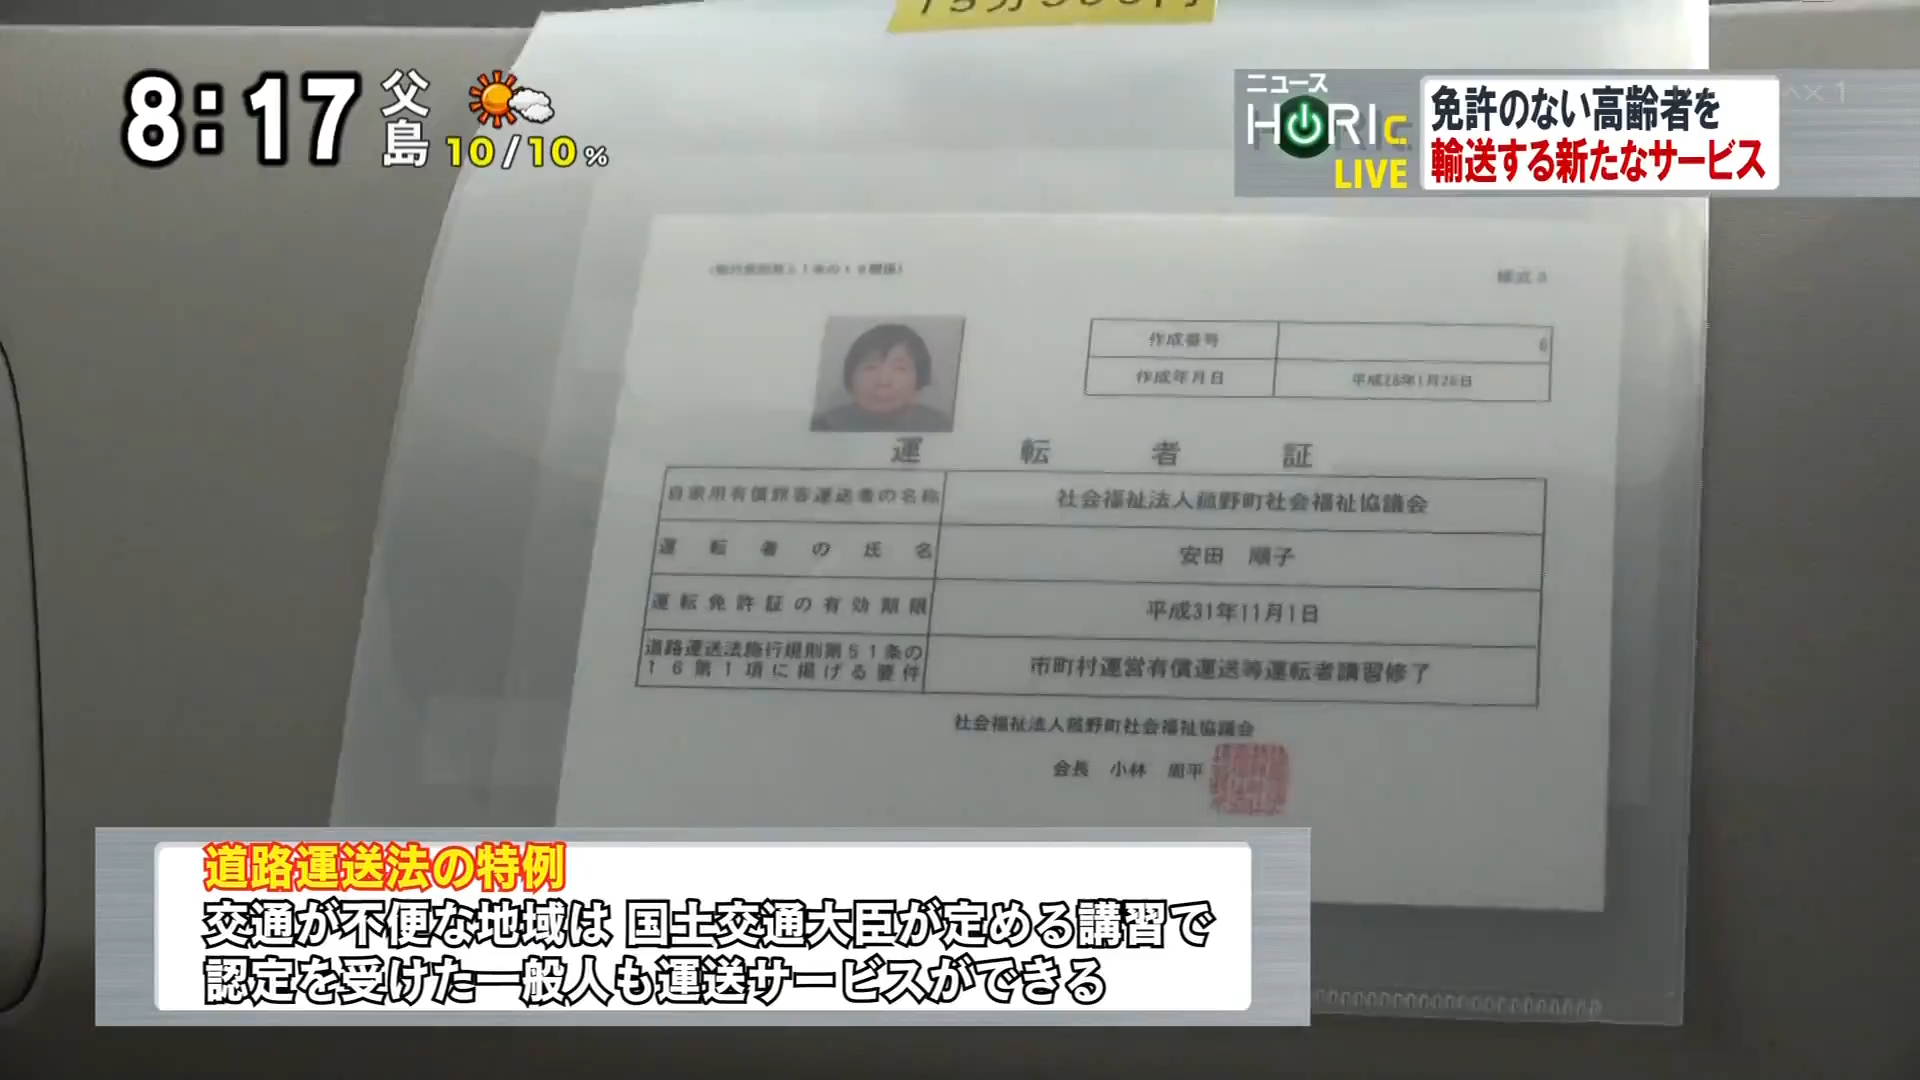 8:17
父島
10/10%
ニュース
HORIC
LIVE
免許のない高齢者を
輸送する新たなサービス
様式
作成番号 6
作成年月日
運転者証
自家用有償旅客運送者の名称 社会福祉法人菰野町社会福祉協議会
運転者の氏名 安田 順子
運転免許証の有効期限 平成31年11月1日
道路運送法施行規則第51条の
16第1項に掲げる要件
市町村運営有償運送等運転者講習修了
社会福祉法人菰野町社会福祉協議会
会長 小林 周平
道路運送法の特例
交通が不便な地域は 国土交通大臣が定める講習で
認定を受けた一般人も運送サービスができる